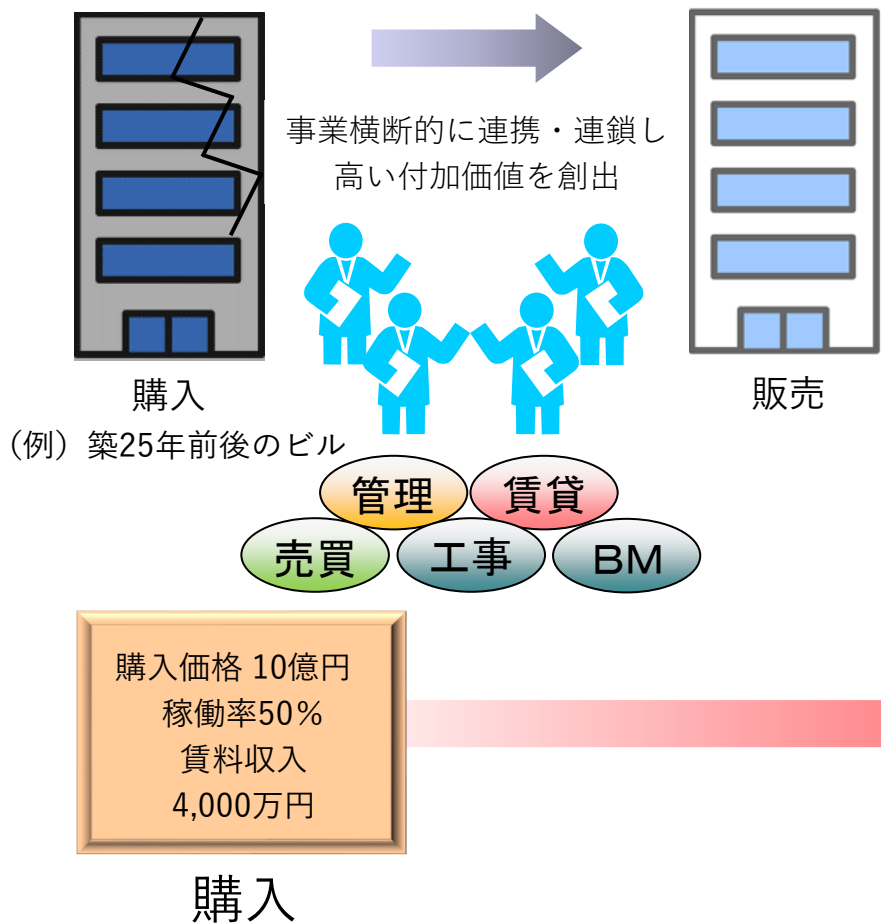 事業横断的に連携・連鎖し
高い付加価値を創出
購入
(例）築25年前後のビル
販売
管理
賃貸
売買
工事
ＢＭ
購入価格 10億円
稼働率50％
賃料収入
4,000万円
購入